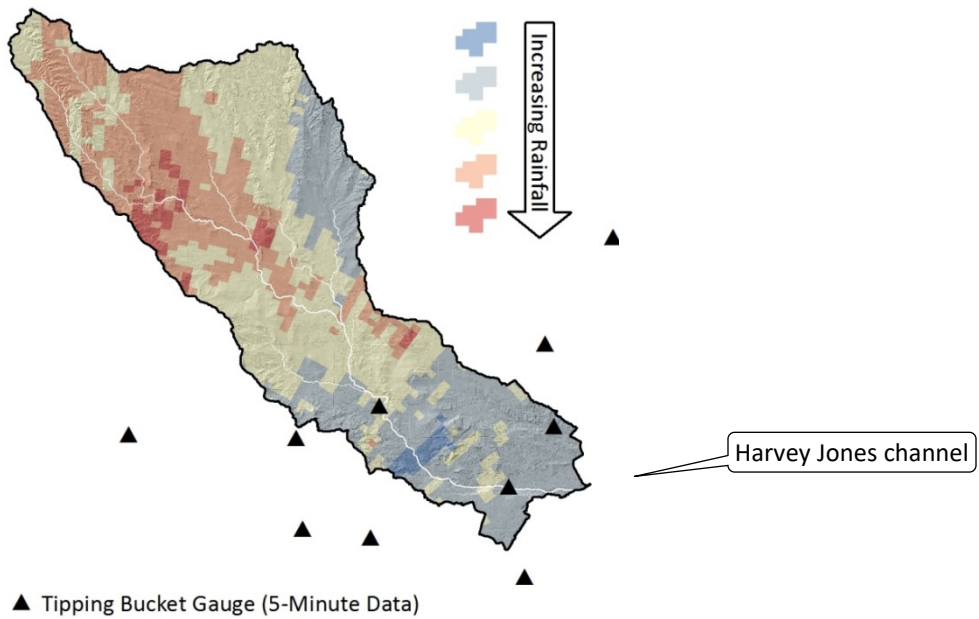 Increasing Rainfall
Harvey Jones channel
Tipping Bucket Gauge (5-Minute Data)